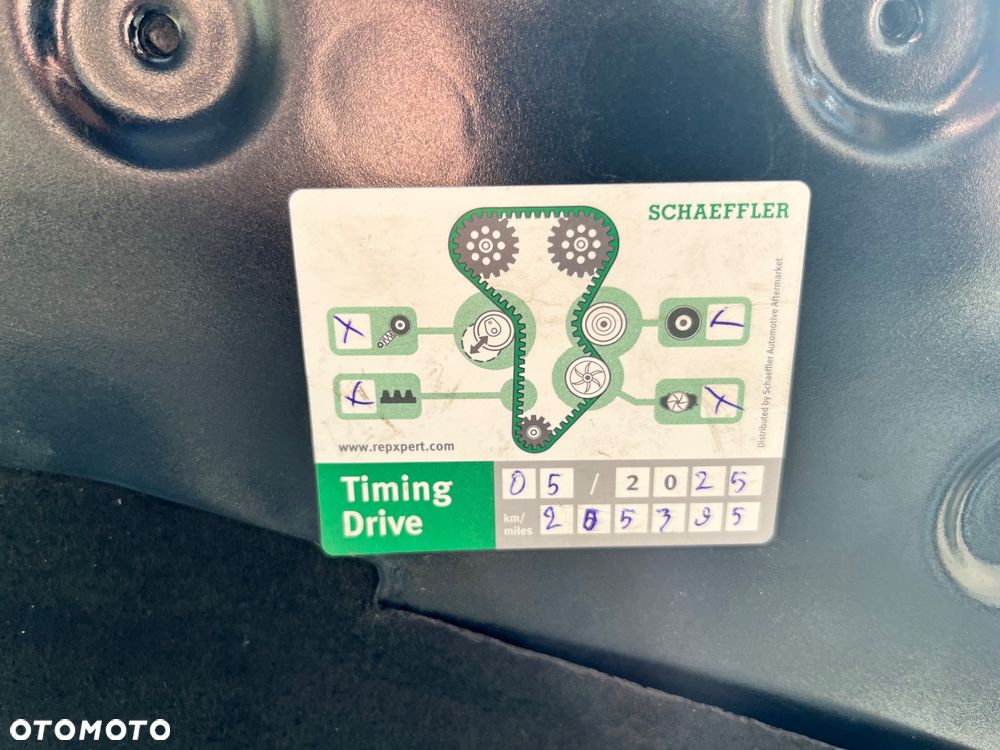 SCHAEFFLER
X
T
X
X
Distributed by Schaeffler Automotive Aftermarket
www.repxpert.com
Timing
Drive
05 / 2025
km/
miles
205395
OTOMOTO